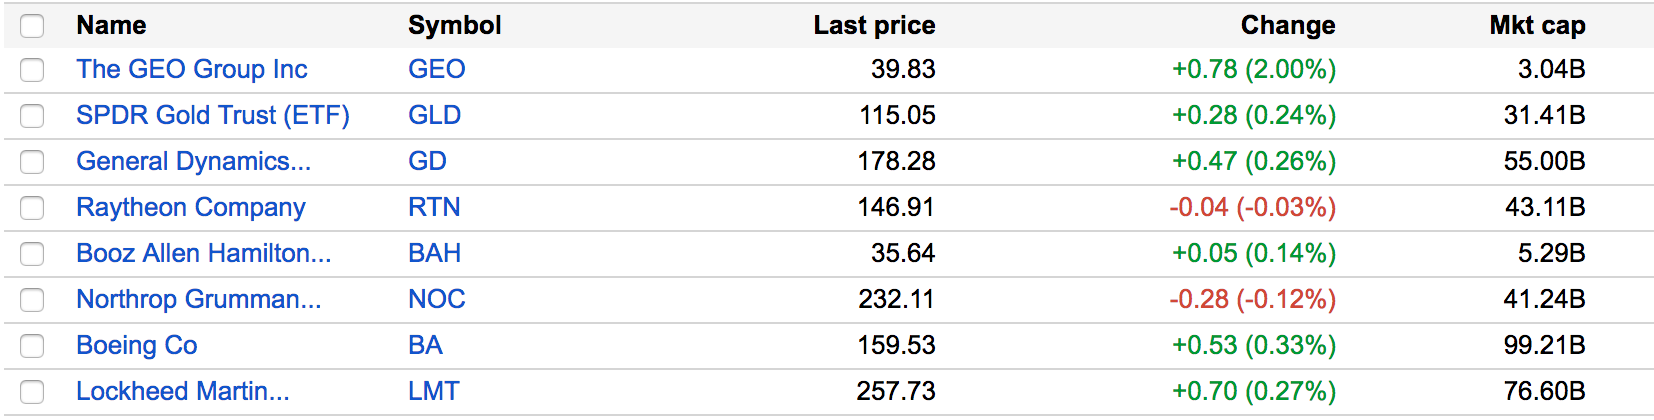 Name Symbol Last price Change Mkt cap
The GEO Group Inc GEO 39.83 +0.78 (2.00%) 3.04B
SPDR Gold Trust (ETF) GLD 115.05 +0.28 (0.24%) 31.41B
General Dynamics... GD 178.28 +0.47 (0.26%) 55.00B
Raytheon Company RTN 146.91 -0.04 (-0.03%) 43.11B
Booz Allen Hamilton... BAH 35.64 +0.05 (0.14%) 5.29B
Northrop Grumman... NOC 232.11 -0.28 (-0.12%) 41.24B
Boeing Co BA 159.53 +0.53 (0.33%) 99.21B
Lockheed Martin... LMT 257.73 +0.70 (0.27%) 76.60B